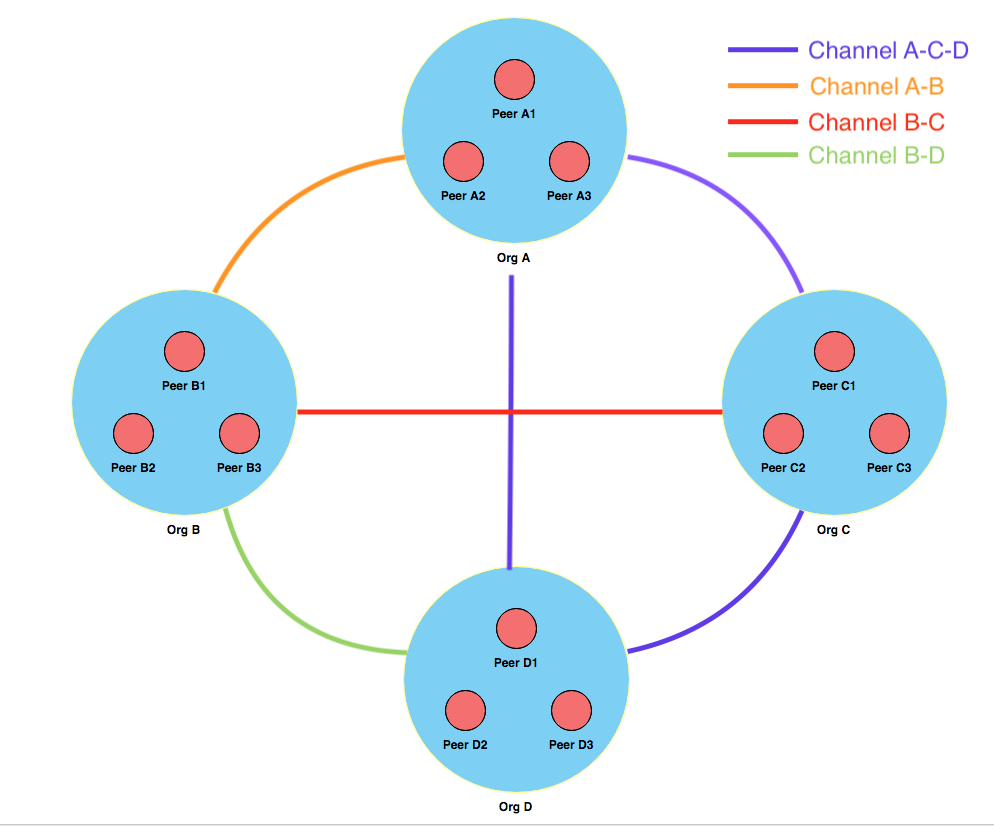 Channel A-C-D
Channel A-B
Channel B-C
Channel B-D
Peer A1
Peer A2
Peer A3
Org A
Peer B1
Peer B2
Peer B3
Org B
Peer C1
Peer C2
Peer C3
Org C
Peer D1
Peer D2
Peer D3
Org D